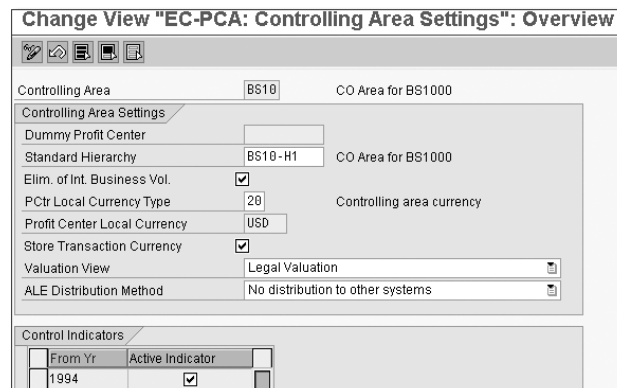 Change View "EC-PCA: Controlling Area Settings": Overview
Controlling Area BS10 CO Area for BS1000
Controlling Area Settings
Dummy Profit Center
Standard Hierarchy BS10-H1 CO Area for BS1000
Elim. of Int. Business Vol.
PCtr Local Currency Type 20 Controlling area currency
Profit Center Local Currency USD
Store Transaction Currency
Valuation View Legal Valuation
ALE Distribution Method No distribution to other systems
Control Indicators
From Yr Active Indicator
1994